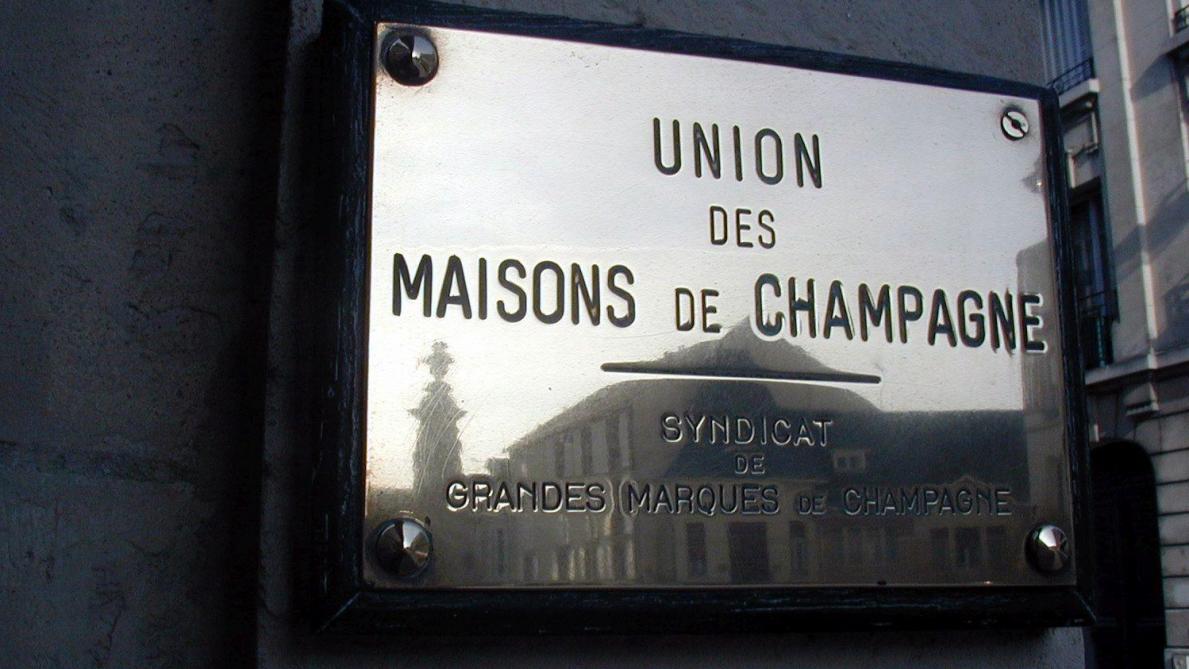 UNION
DES
MAISONS DE CHAMPAGNE
SYNDICAT
DE
GRANDES MARQUES DE CHAMPAGNE